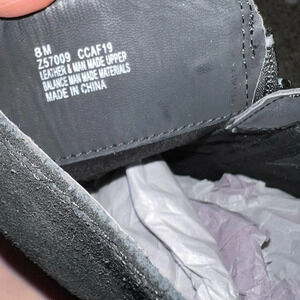 8M
Z57009 CCAF19
LEATHER & MAN MADE UPPER
BALANCE MAN MADE MATERIALS
MADE IN CHINA